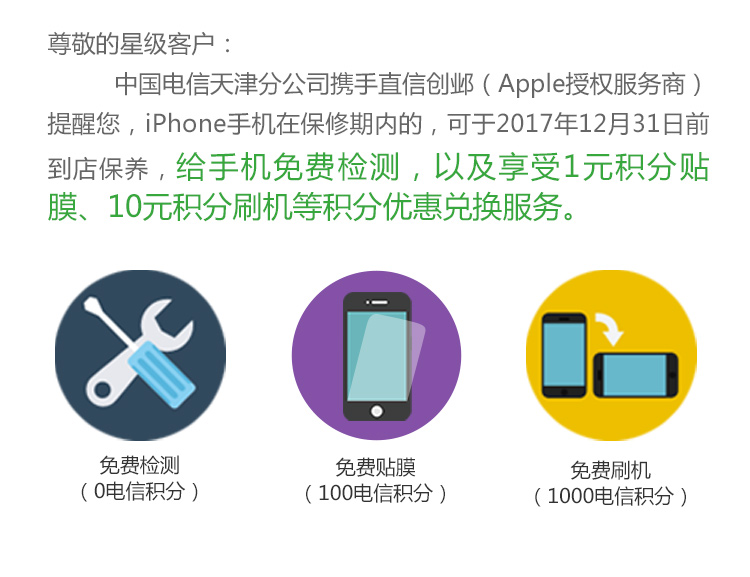 尊敬的星级客户：
中国电信天津分公司携手直信创邺（Apple授权服务商）
提醒您，iPhone手机在保修期内的，可于2017年12月31日前
到店保养，给手机免费检测，以及享受1元积分贴
膜、10元积分刷机等积分优惠兑换服务。
免费检测
（0电信积分）
免费贴膜
（100电信积分）
免费刷机
（1000电信积分）